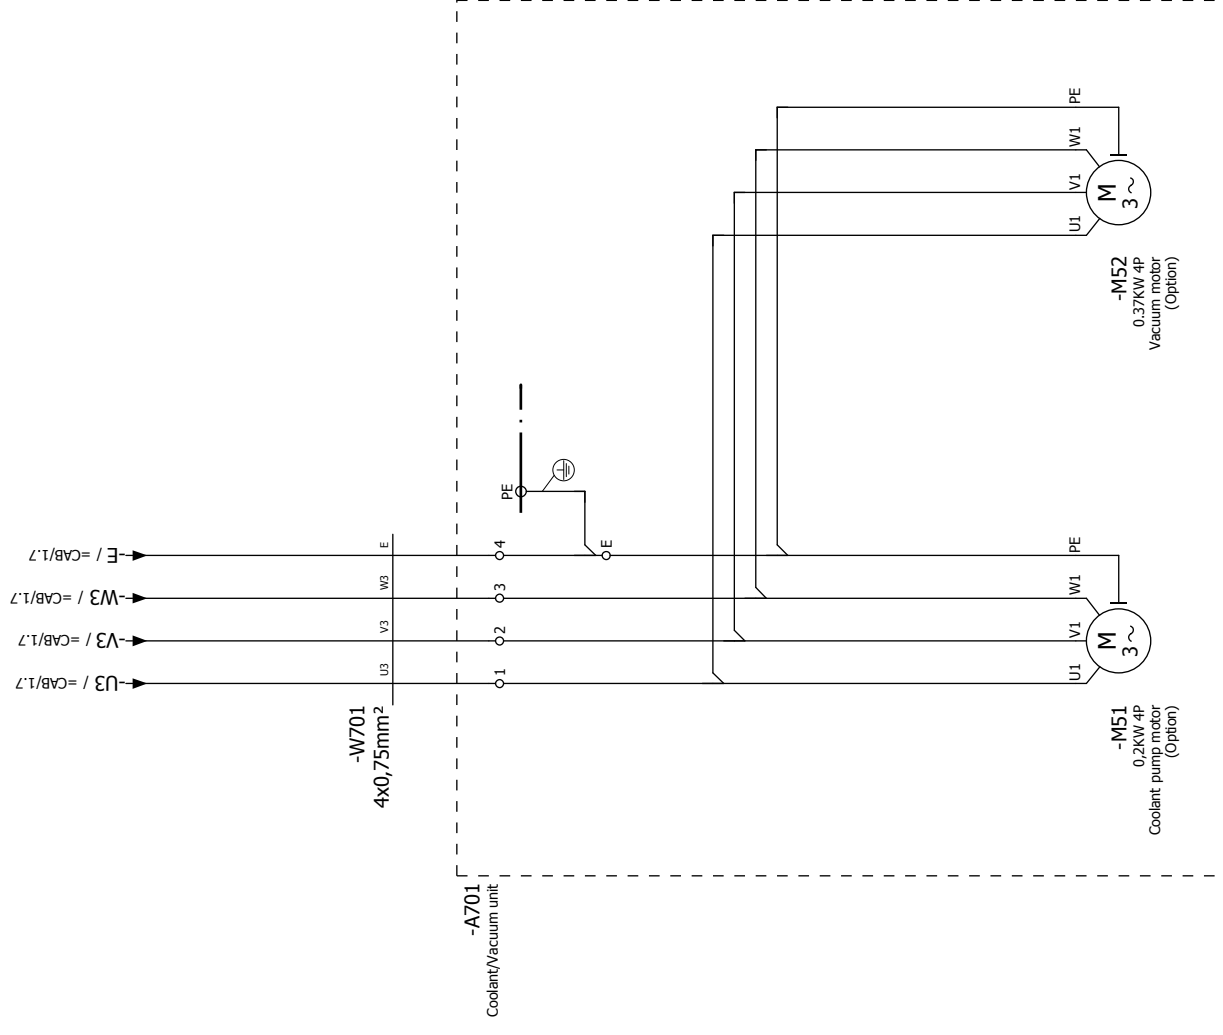 -U3 / =CAB/1.7
-V3 / =CAB/1.7
-W3 / =CAB/1.7
-E / =CAB/1.7
-W701
4x0,75mm²
U3
V3
W3
E
-A701
Coolant/Vacuum unit
1
2
3
4
PE
E
U1
V1
W1
PE
M
3~
-M51
0,2KW 4P
Coolant pump motor
(Option)
U1
V1
W1
PE
M
3~
-M52
0.37KW 4P
Vacuum motor
(Option)